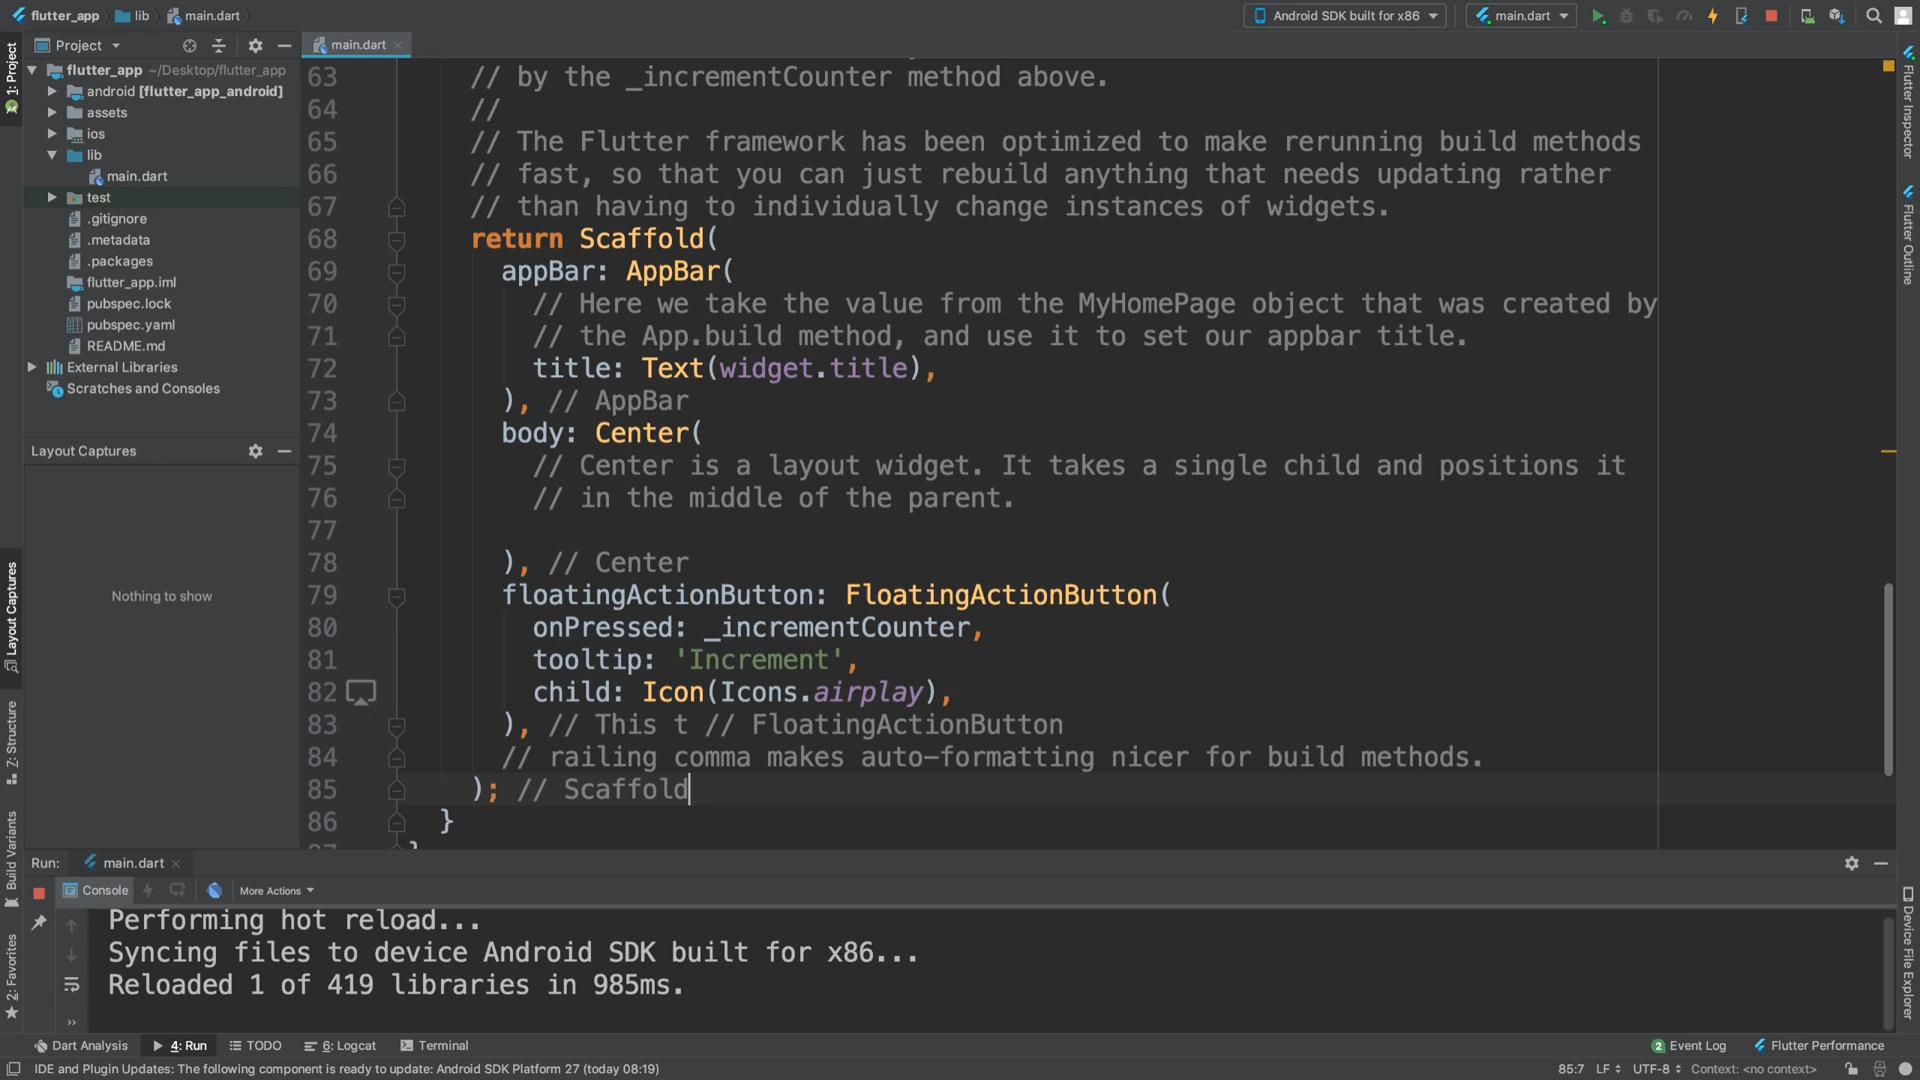 flutter_app lib main.dart Android SDK built for x86 main.dart
1: Project Project main.dart Flutter Inspector
flutter_app ~/Desktop/flutter_app
android [flutter_app_android]
assets
ios
lib
main.dart
test
.gitignore
.metadata
.packages
flutter_app.iml
pubspec.lock
pubspec.yaml
README.md
External Libraries
Scratches and Consoles
Layout Captures
Nothing to show
Layout Captures
Z: Structure
Build Variants
2: Favorites
63 // by the _incrementCounter method above.
64 //
65 // The Flutter framework has been optimized to make rerunning build methods
66 // fast, so that you can just rebuild anything that needs updating rather
67 // than having to individually change instances of widgets.
68 return Scaffold(
69 appBar: AppBar(
70 // Here we take the value from the MyHomePage object that was created by
71 // the App.build method, and use it to set our appbar title.
72 title: Text(widget.title),
73 ), // AppBar
74 body: Center(
75 // Center is a layout widget. It takes a single child and positions it
76 // in the middle of the parent.
77
78 ), // Center
79 floatingActionButton: FloatingActionButton(
80 onPressed: _incrementCounter,
81 tooltip: 'Increment',
82 child: Icon(Icons.airplay),
83 ), // This t // FloatingActionButton
84 // railing comma makes auto-formatting nicer for build methods.
85 ); // Scaffold
86 }
87 }
Flutter Outline
Device File Explorer
Run: main.dart
Console More Actions
Performing hot reload...
Syncing files to device Android SDK built for x86...
Reloaded 1 of 419 libraries in 985ms.
Dart Analysis 4: Run TODO 6: Logcat Terminal 2 Event Log Flutter Performance
IDE and Plugin Updates: The following component is ready to update: Android SDK Platform 27 (today 08:19) 85:7 LF UTF-8 Context: <no context>